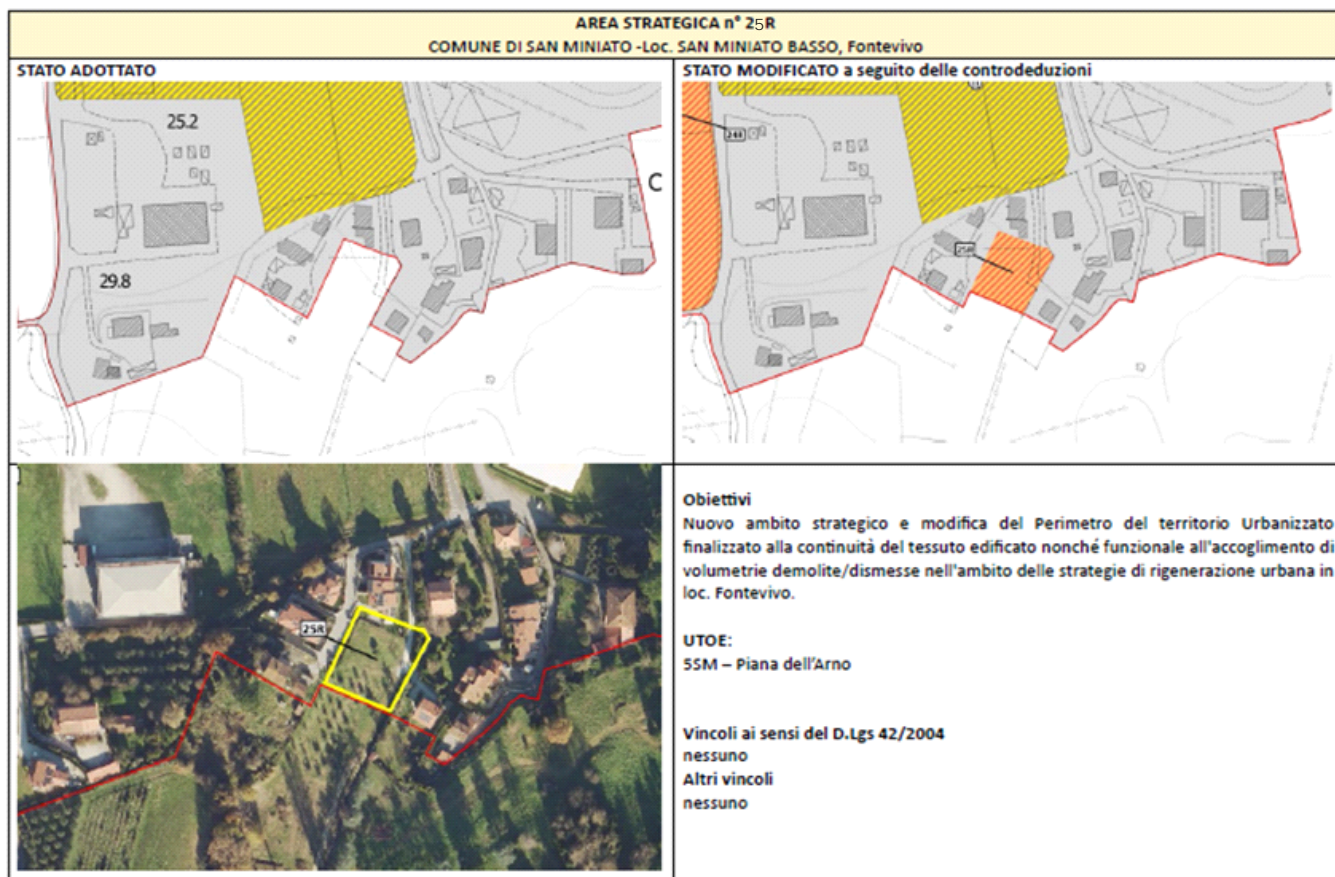 AREA STRATEGICA n° 25R
COMUNE DI SAN MINIATO -Loc. SAN MINIATO BASSO, Fontevivo
STATO ADOTTATO
25.2
29.8
C
STATO MODIFICATO a seguito delle controdeduzioni
24R
25R
25R
Obiettivi
Nuovo ambito strategico e modifica del Perimetro del territorio Urbanizzato
finalizzato alla continuità del tessuto edificato nonché funzionale all'accoglimento di
volumetrie demolite/dismesse nell'ambito delle strategie di rigenerazione urbana in
loc. Fontevivo.
UTOE:
5SM – Piana dell'Arno
Vincoli ai sensi del D.Lgs 42/2004
nessuno
Altri vincoli
nessuno